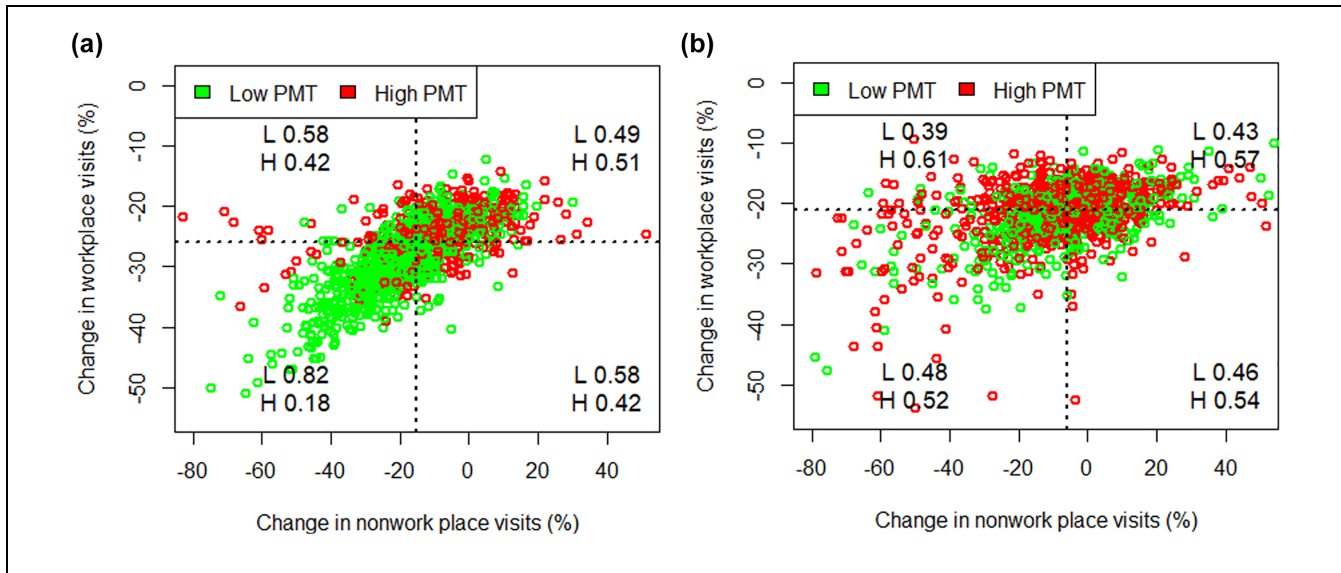 (a)
Low PMT High PMT
L 0.58
H 0.42
L 0.49
H 0.51
L 0.82
H 0.18
L 0.58
H 0.42
0
-10
-20
-30
-40
-50
Change in workplace visits (%)
-80 -60 -40 -20 0 20 40
Change in nonwork place visits (%)
(b)
Low PMT High PMT
L 0.39
H 0.61
L 0.43
H 0.57
L 0.48
H 0.52
L 0.46
H 0.54
0
-10
-20
-30
-40
-50
Change in workplace visits (%)
-80 -60 -40 -20 0 20 40
Change in nonwork place visits (%)